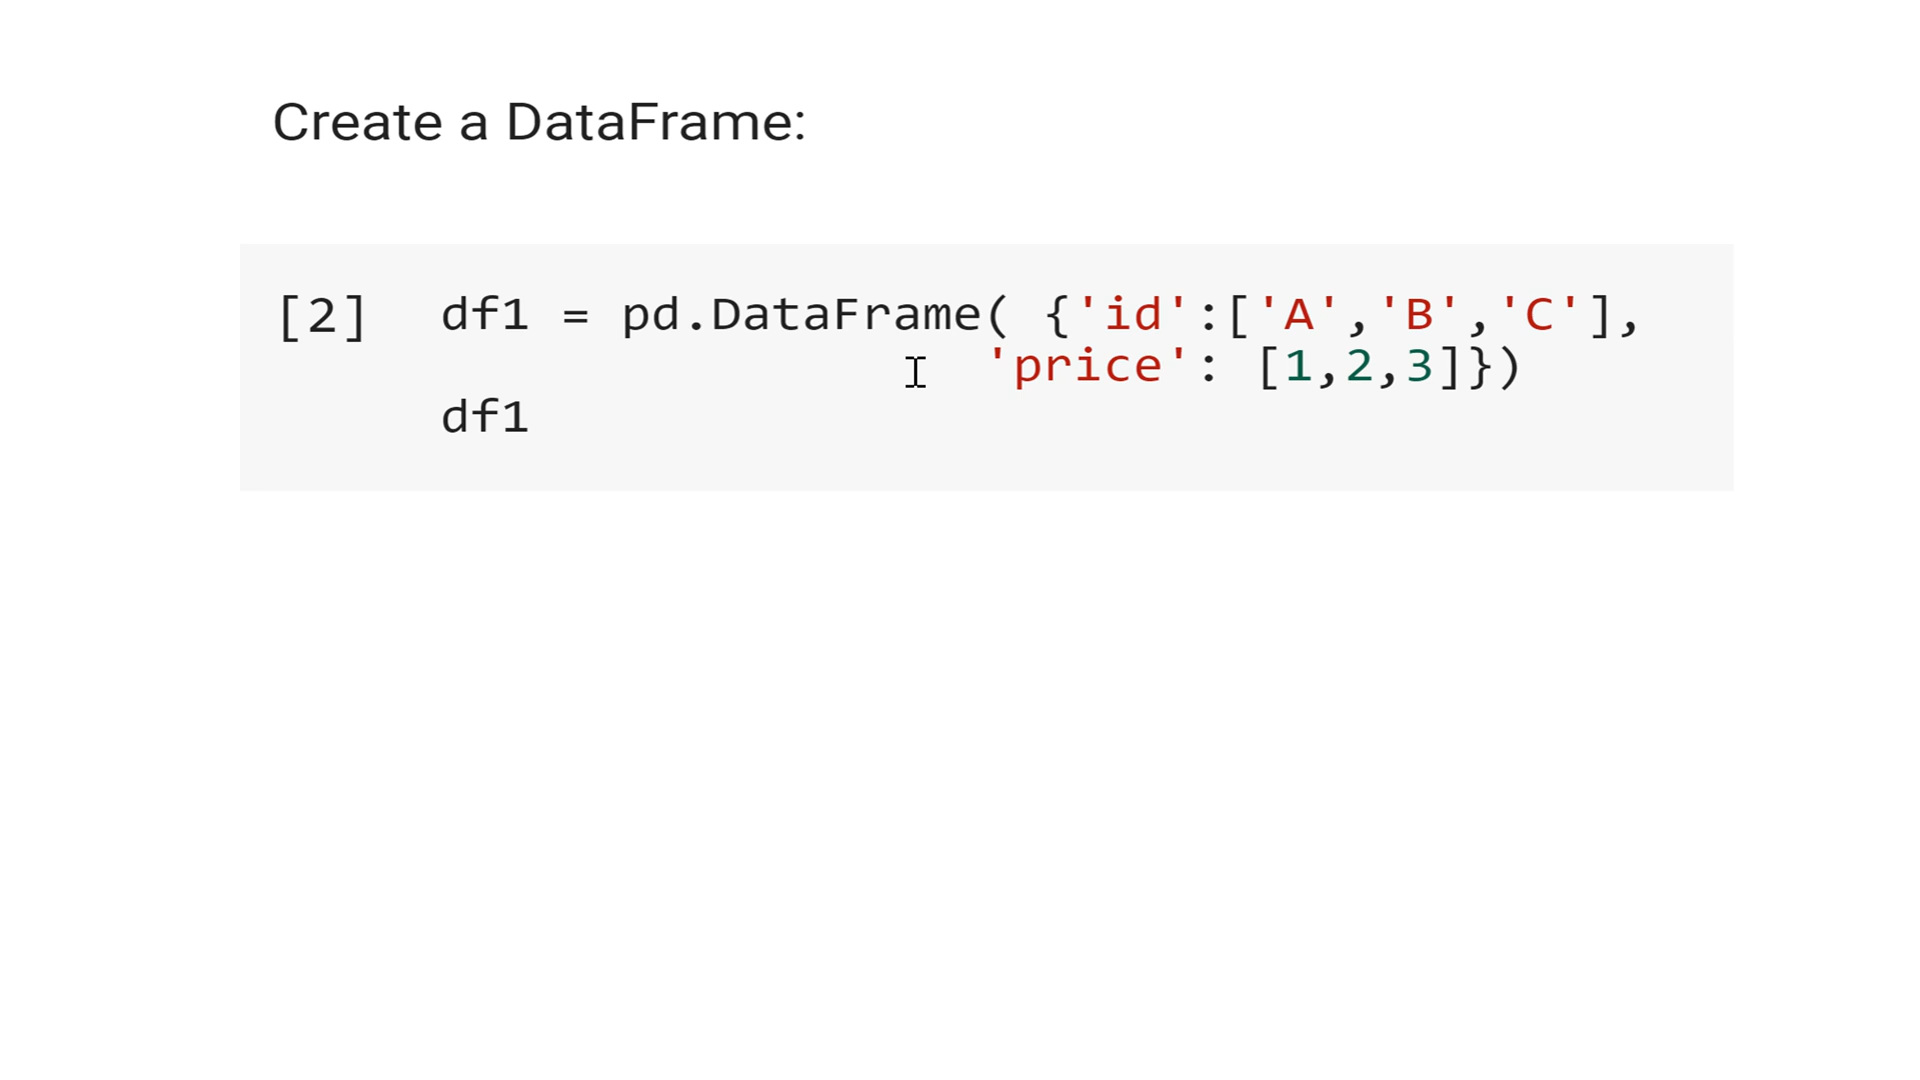 Create a DataFrame:
[2] df1 = pd.DataFrame( {'id':['A','B','C'],
'price': [1,2,3]})
df1